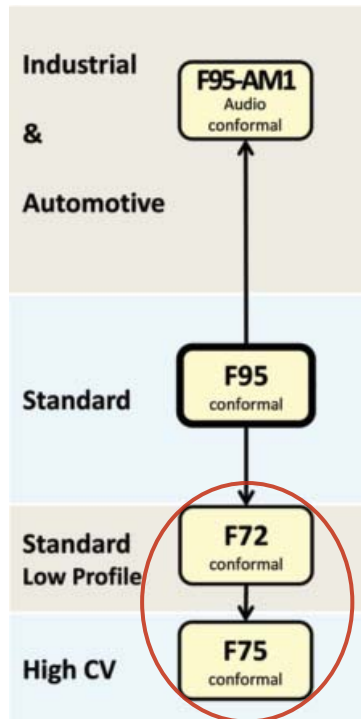 Industrial
&
Automotive
F95-AM1
Audio
conformal
Standard
F95
conformal
Standard
Low Profile
F72
conformal
High CV
F75
conformal